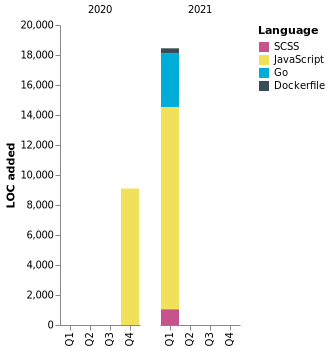 2020 2021
Language
SCSS
JavaScript
Go
Dockerfile
LOC added
20,000
18,000
16,000
14,000
12,000
10,000
8,000
6,000
4,000
2,000
0
Q1 Q2 Q3 Q4 Q1 Q2 Q3 Q4